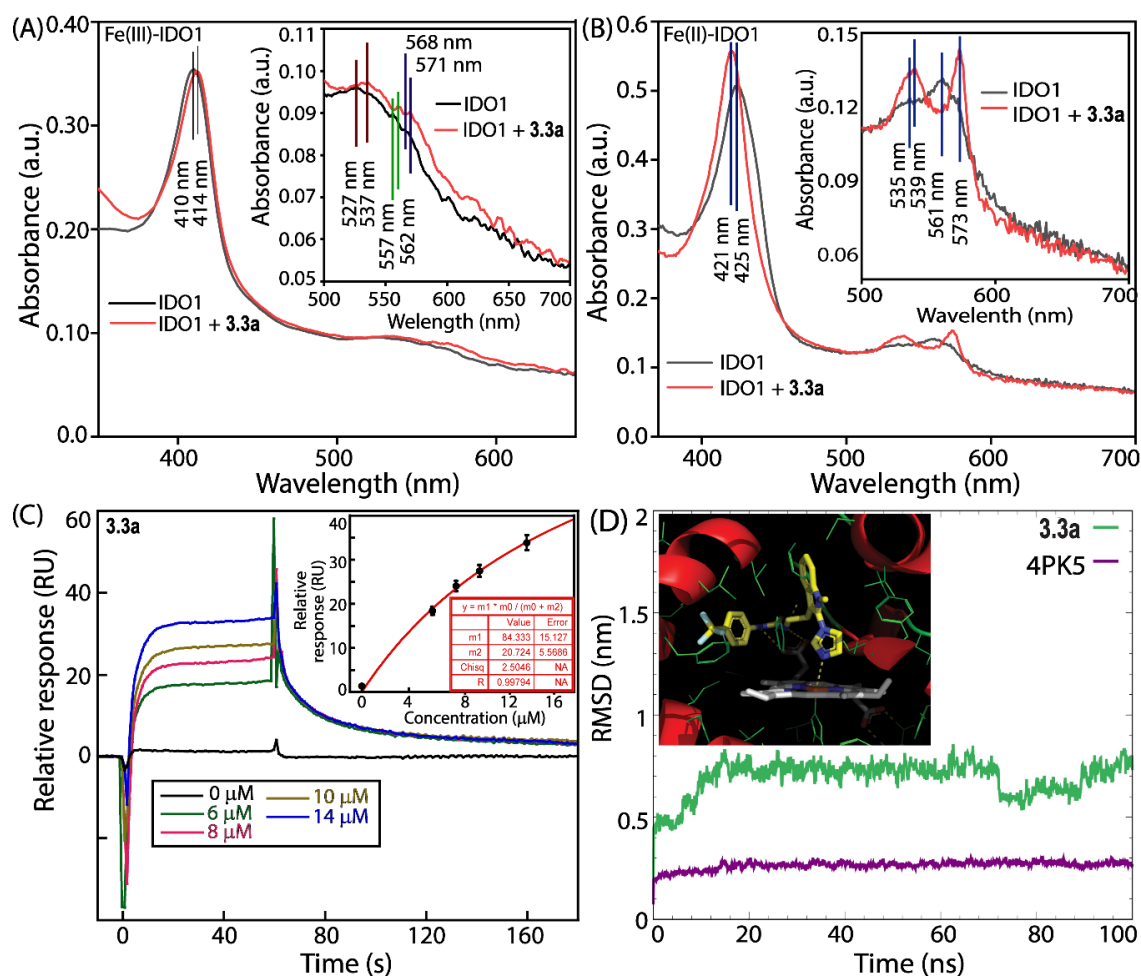 (A)
Fe(III)-IDO1
0.40
0.30
0.20
0.10
0.0
Absorbance (a.u.)
410 nm
414 nm
IDO1
IDO1 + 3.3a
400
500
600
Wavelength (nm)
0.11
0.10
0.09
0.08
0.07
0.06
0.05
Absorbance (a.u.)
568 nm
571 nm
IDO1
IDO1 + 3.3a
527 nm
537 nm
557 nm
562 nm
500
550
600
650
700
Welength (nm)
(B)
Fe(II)-IDO1
0.6
0.5
0.4
0.3
0.2
0.1
0.0
Absorbance (a.u.)
421 nm
425 nm
IDO1
IDO1 + 3.3a
400
500
600
700
Wavelength (nm)
0.15
0.12
0.09
0.06
Absorbance (a.u.)
IDO1
IDO1 + 3.3a
535 nm
539 nm
561 nm
573 nm
500
600
700
Wavelenth (nm)
(C)
3.3a
60
40
20
0
Relative response (RU)
0 µM
6 µM
8 µM
10 µM
14 µM
0
40
80
120
160
Time (s)
40
30
20
10
0
Relative
response (RU)
y = m1 * m0 / (m0 + m2)
Value Error
m1 84.333 15.127
m2 20.724 5.5686
Chisq 2.5046 NA
R 0.99794 NA
0 4 8 12 16
Concentration (µM)
(D)
2
1.5
1
0.5
0
RMSD (nm)
3.3a
4PK5
0
20
40
60
80
100
Time (ns)